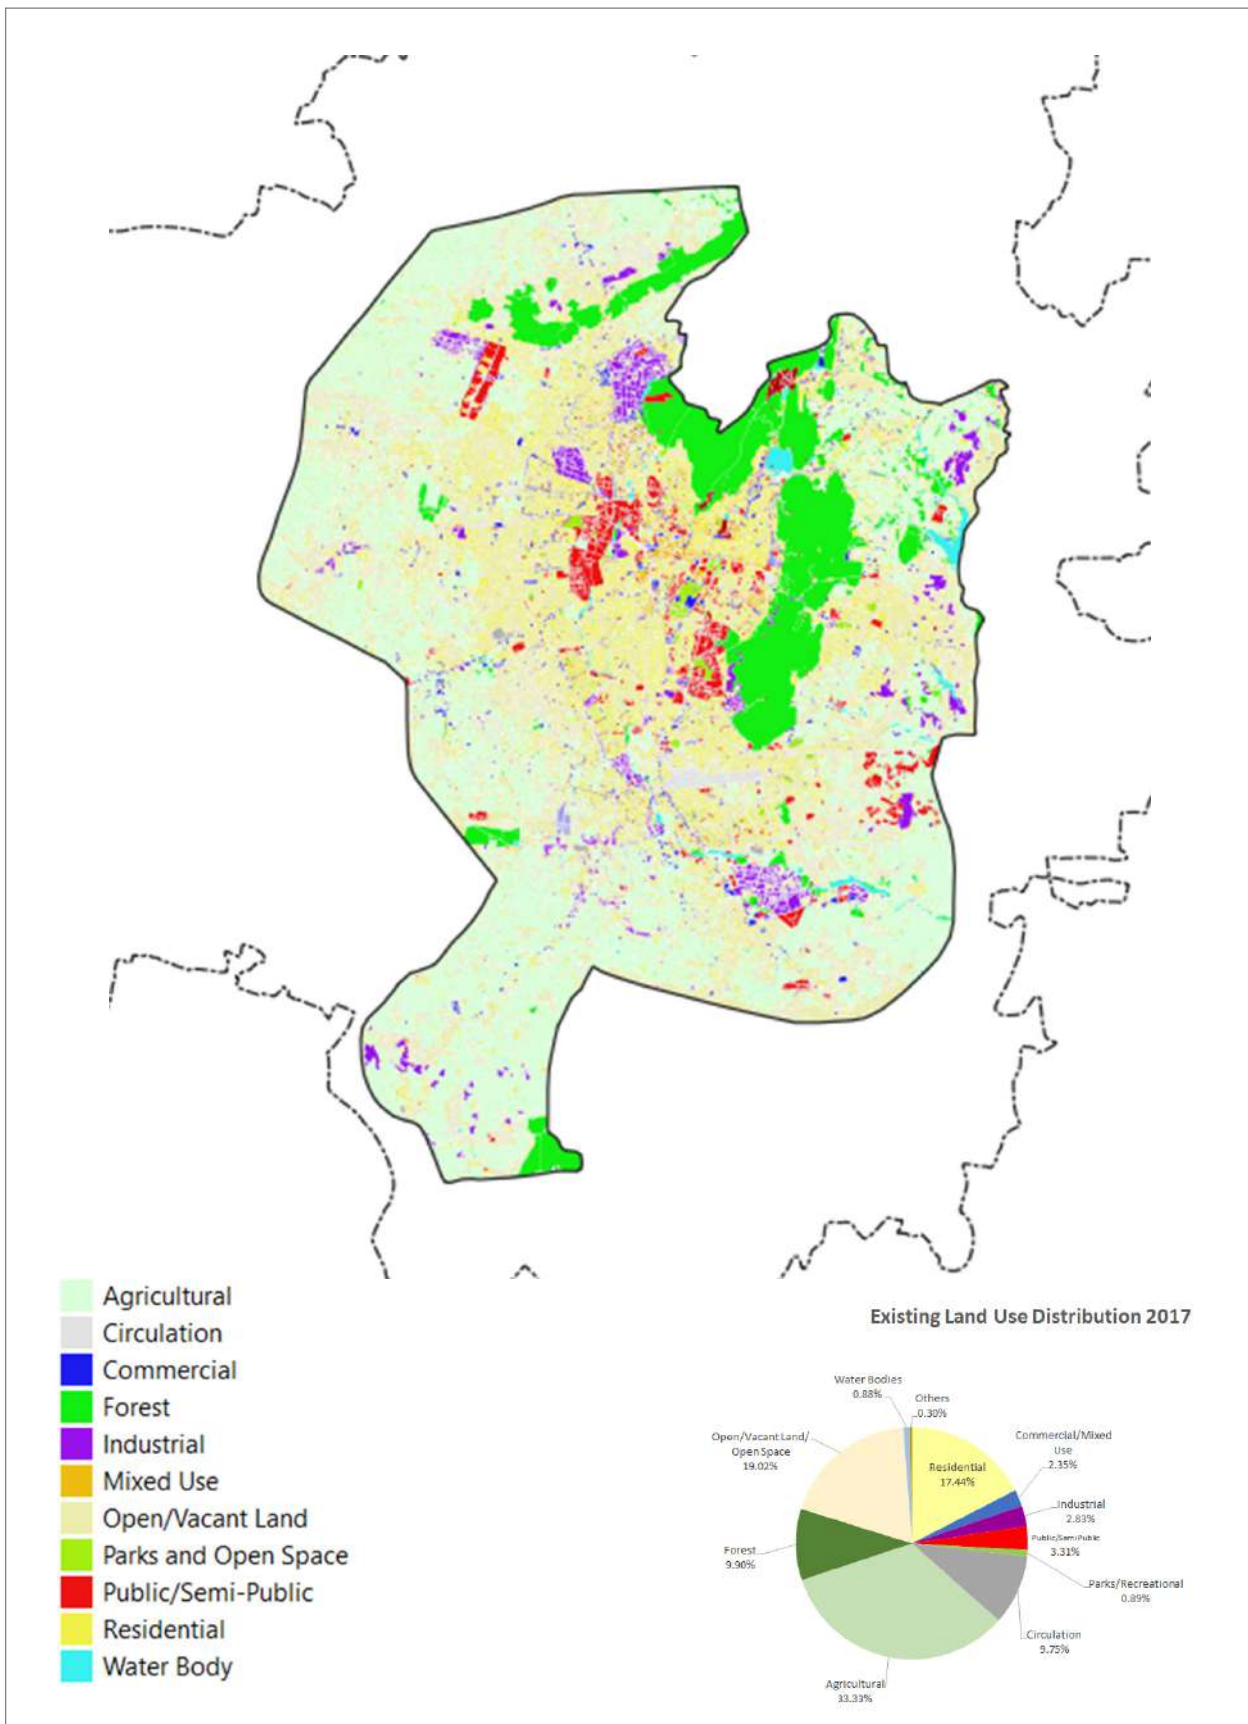 Agricultural
Circulation
Commercial
Forest
Industrial
Mixed Use
Open/Vacant Land
Parks and Open Space
Public/Semi-Public
Residential
Water Body
Existing Land Use Distribution 2017
Water Bodies
0.88%
Others
0.30%
Open/Vacant Land/
Open Space
19.02%
Residential
17.44%
Commercial/Mixed
Use
2.35%
Industrial
2.83%
Public/Semi Public
3.31%
Forest
9.90%
Parks/Recreational
0.89%
Circulation
9.75%
Agricultural
33.33%